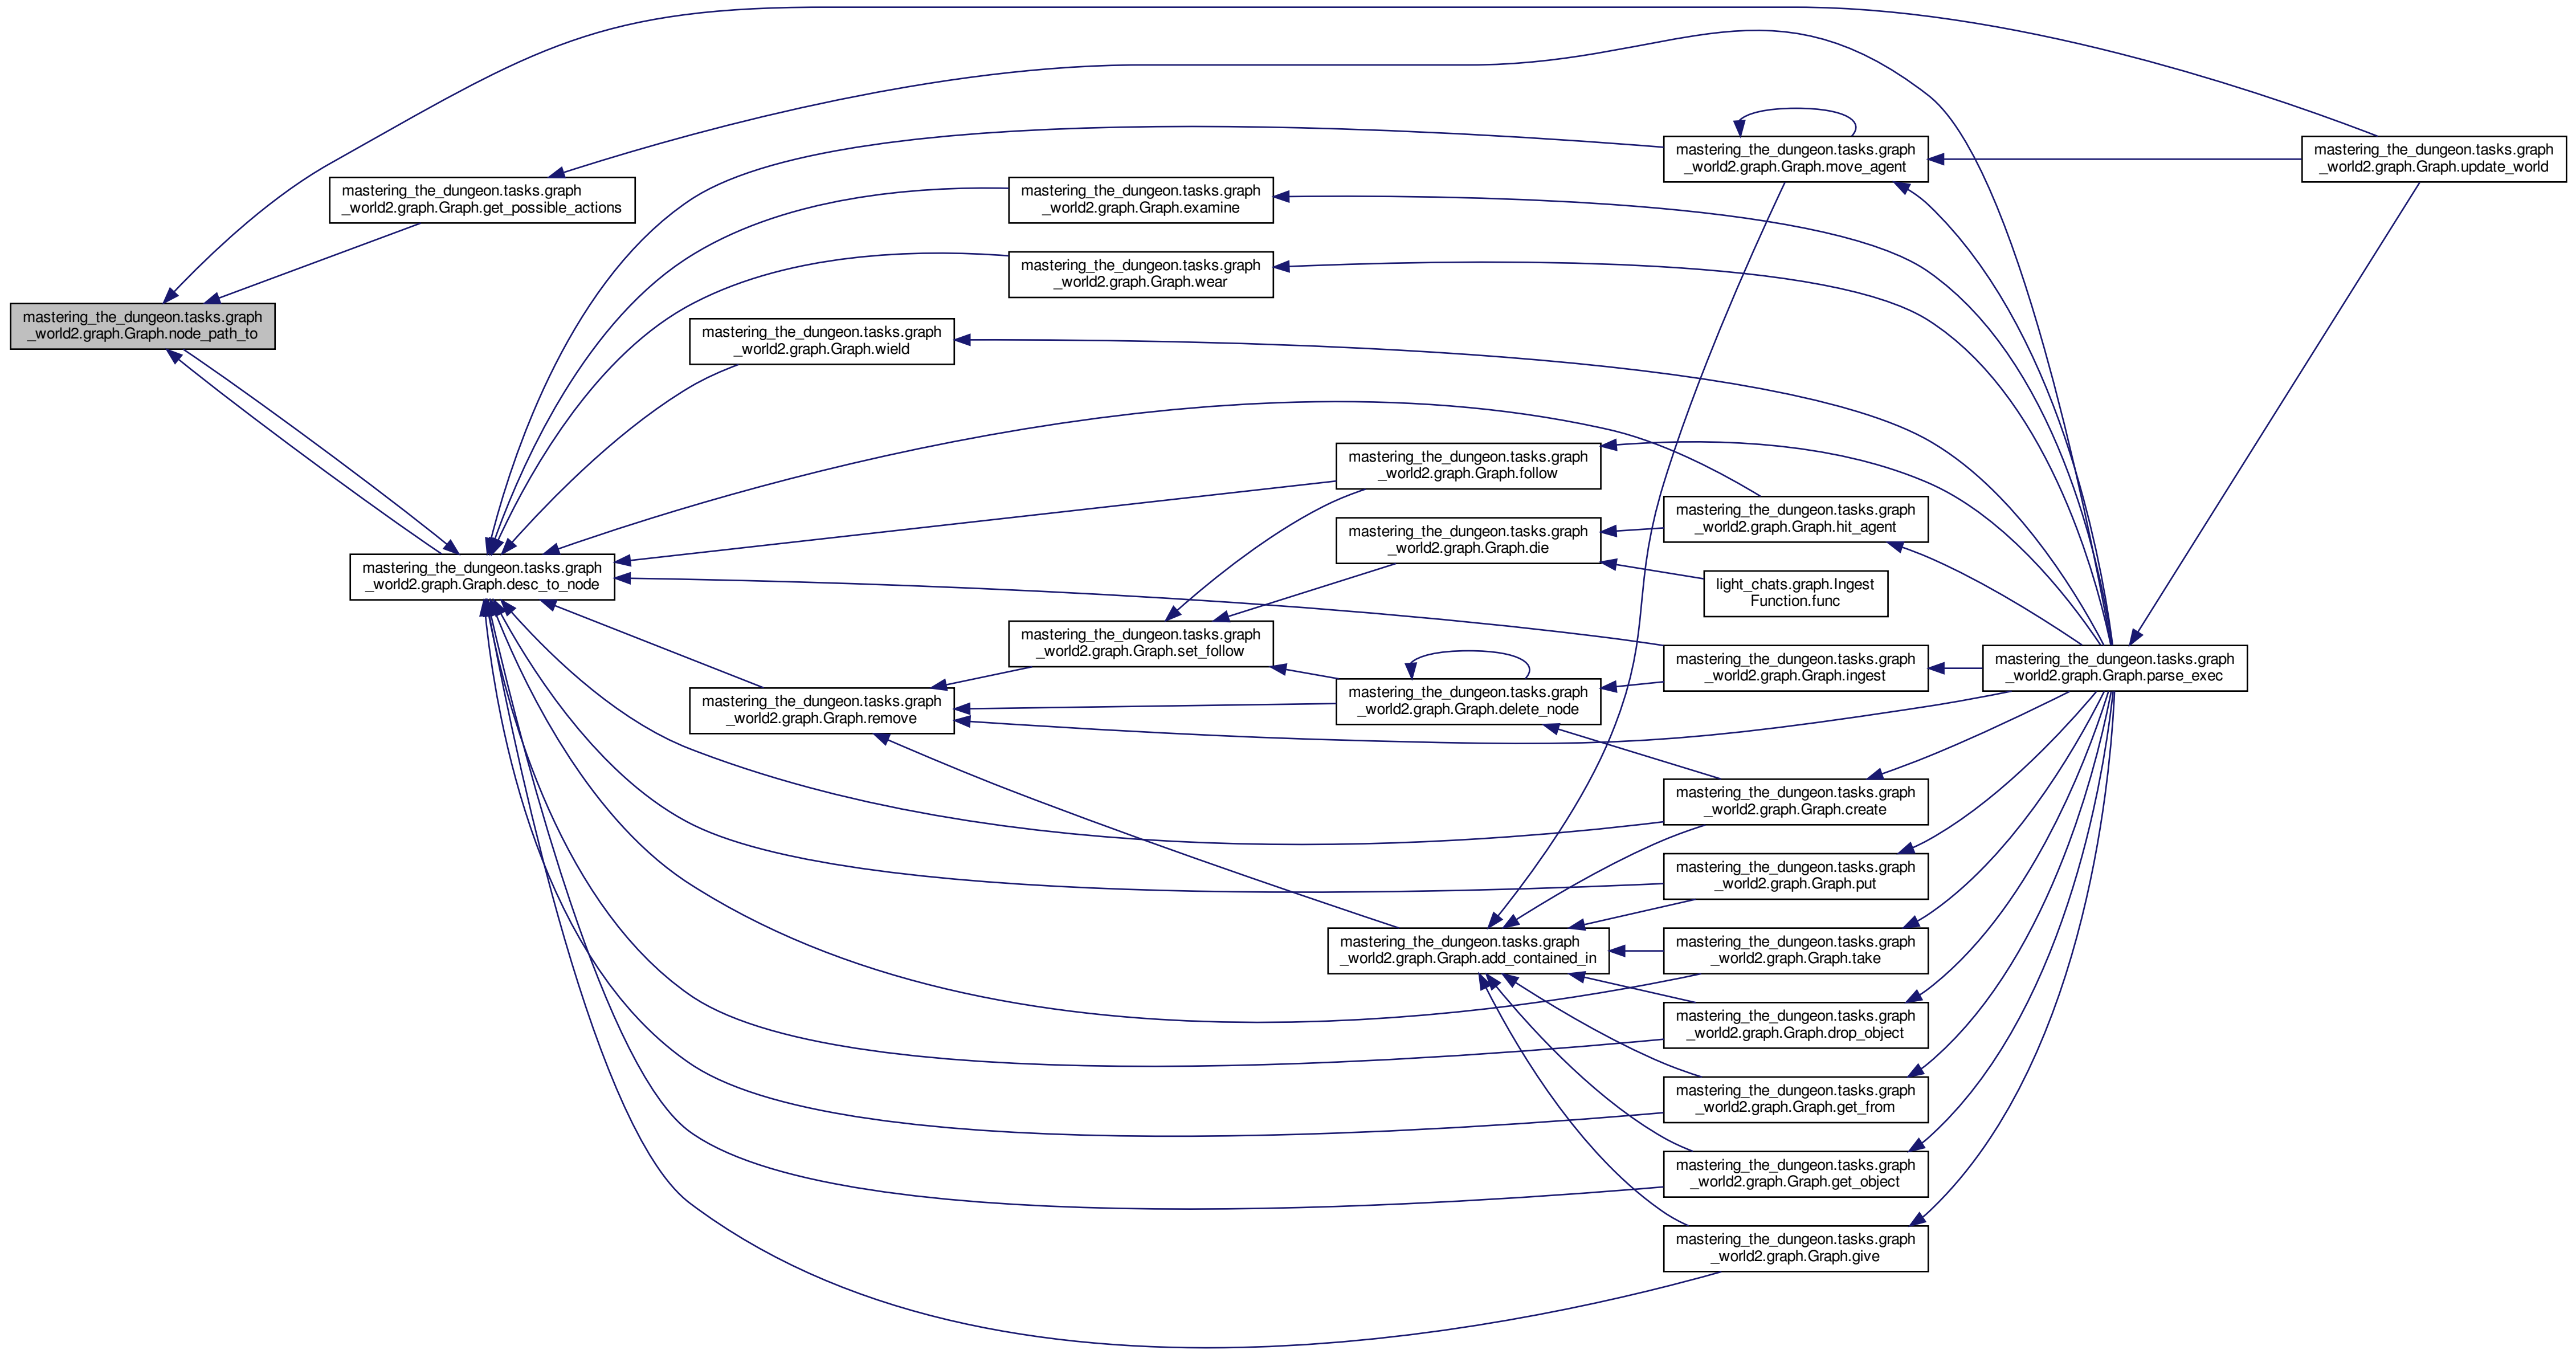 mastering_the_dungeon.tasks.graph
_world2.graph.Graph.node_path_to
mastering_the_dungeon.tasks.graph
_world2.graph.Graph.get_possible_actions
mastering_the_dungeon.tasks.graph
_world2.graph.Graph.desc_to_node
mastering_the_dungeon.tasks.graph
_world2.graph.Graph.wield
mastering_the_dungeon.tasks.graph
_world2.graph.Graph.remove
mastering_the_dungeon.tasks.graph
_world2.graph.Graph.examine
mastering_the_dungeon.tasks.graph
_world2.graph.Graph.wear
mastering_the_dungeon.tasks.graph
_world2.graph.Graph.set_follow
mastering_the_dungeon.tasks.graph
_world2.graph.Graph.follow
mastering_the_dungeon.tasks.graph
_world2.graph.Graph.die
mastering_the_dungeon.tasks.graph
_world2.graph.Graph.delete_node
mastering_the_dungeon.tasks.graph
_world2.graph.Graph.add_contained_in
mastering_the_dungeon.tasks.graph
_world2.graph.Graph.move_agent
mastering_the_dungeon.tasks.graph
_world2.graph.Graph.hit_agent
light_chats.graph.Ingest
Function.func
mastering_the_dungeon.tasks.graph
_world2.graph.Graph.ingest
mastering_the_dungeon.tasks.graph
_world2.graph.Graph.create
mastering_the_dungeon.tasks.graph
_world2.graph.Graph.put
mastering_the_dungeon.tasks.graph
_world2.graph.Graph.take
mastering_the_dungeon.tasks.graph
_world2.graph.Graph.drop_object
mastering_the_dungeon.tasks.graph
_world2.graph.Graph.get_from
mastering_the_dungeon.tasks.graph
_world2.graph.Graph.get_object
mastering_the_dungeon.tasks.graph
_world2.graph.Graph.give
mastering_the_dungeon.tasks.graph
_world2.graph.Graph.parse_exec
mastering_the_dungeon.tasks.graph
_world2.graph.Graph.update_world